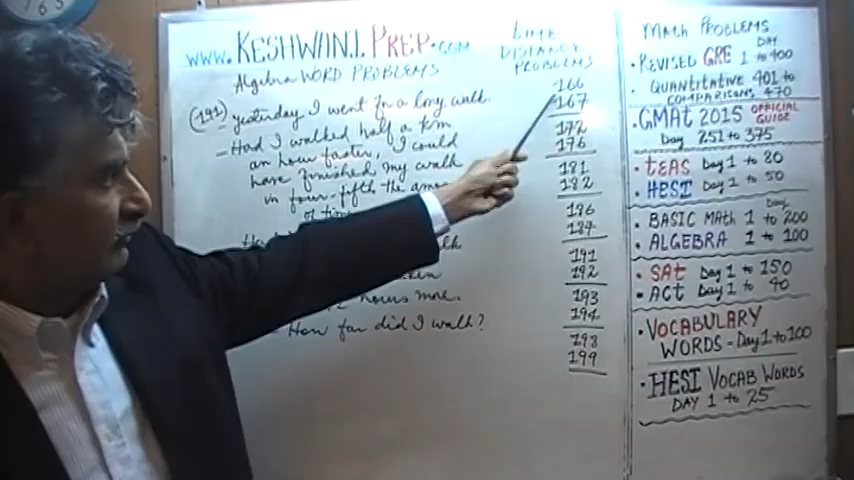 www.KESHWANI PREP.com
Algebra WORD PROBLEMS
(191) - yesterday I went for a long walk.
- Had I walked half a km
an hour faster, I could
have finished my walk
in four-fifth the
of
hours more.
How far did I walk?
TIME
DISTANCE
PROBLEMS
166
167
172
176
181
182
186
187
191
192
193
194
198
199
MATH PROBLEMS
• REVISED GRE DAY 1 to 400
• QUANTITATIVE 401 to 470
COMPARISONS
• GMAT 2015 OFFICIAL GUIDE
DAY 251 to 375
• TEAS DAY 1 to 80
• HESI DAY 1 to 50
• BASIC MATH DAY 1 to 200
• ALGEBRA 1 to 100
• SAT DAY 1 to 150
• ACT DAY 1 to 40
• VOCABULARY
WORDS - Day 1 to 100
• HESI VOCAB WORDS
DAY 1 to 25